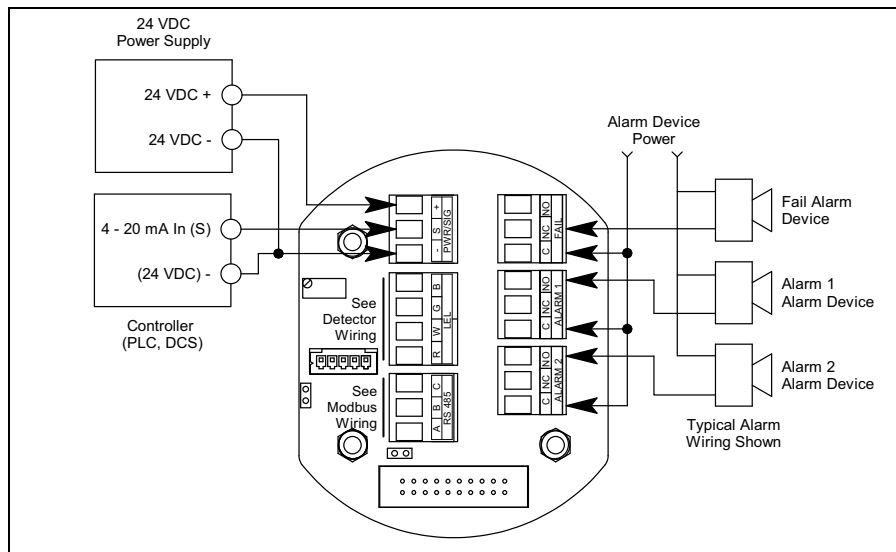 24 VDC
Power Supply
24 VDC +
24 VDC -
4 - 20 mA In (S)
(24 VDC) -
Controller
(PLC, DCS)
+
S
-
PWR/SIG
See
Detector
Wiring
B
G
W
R
LEL
See
Modbus
Wiring
C
B
A
RS 485
NO
NC
C
FAIL
NO
NC
C
ALARM 1
NO
NC
C
ALARM 2
Alarm Device
Power
Fail Alarm
Device
Alarm 1
Alarm Device
Alarm 2
Alarm Device
Typical Alarm
Wiring Shown